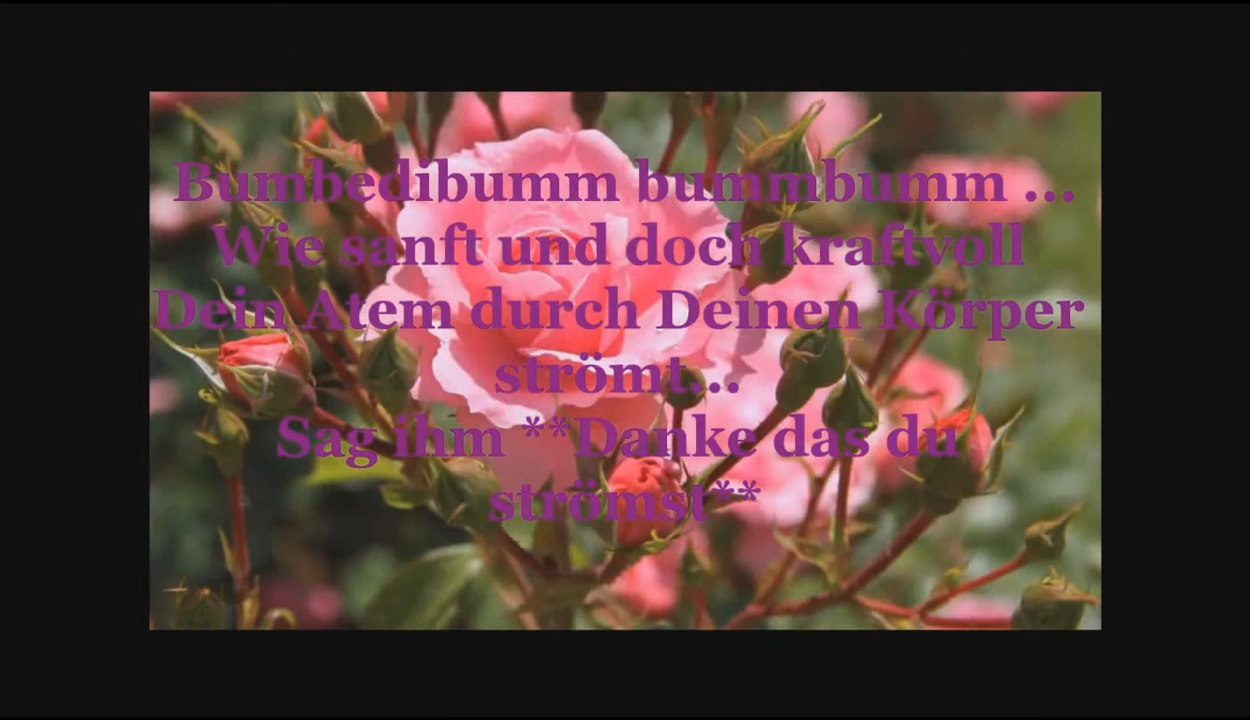 Bumbedibumm bummbumm ...
Wie sanft und doch kraftvoll
Dein Atem durch Deinen Körper
strömt...
Sag ihm **Danke das du
strömst**